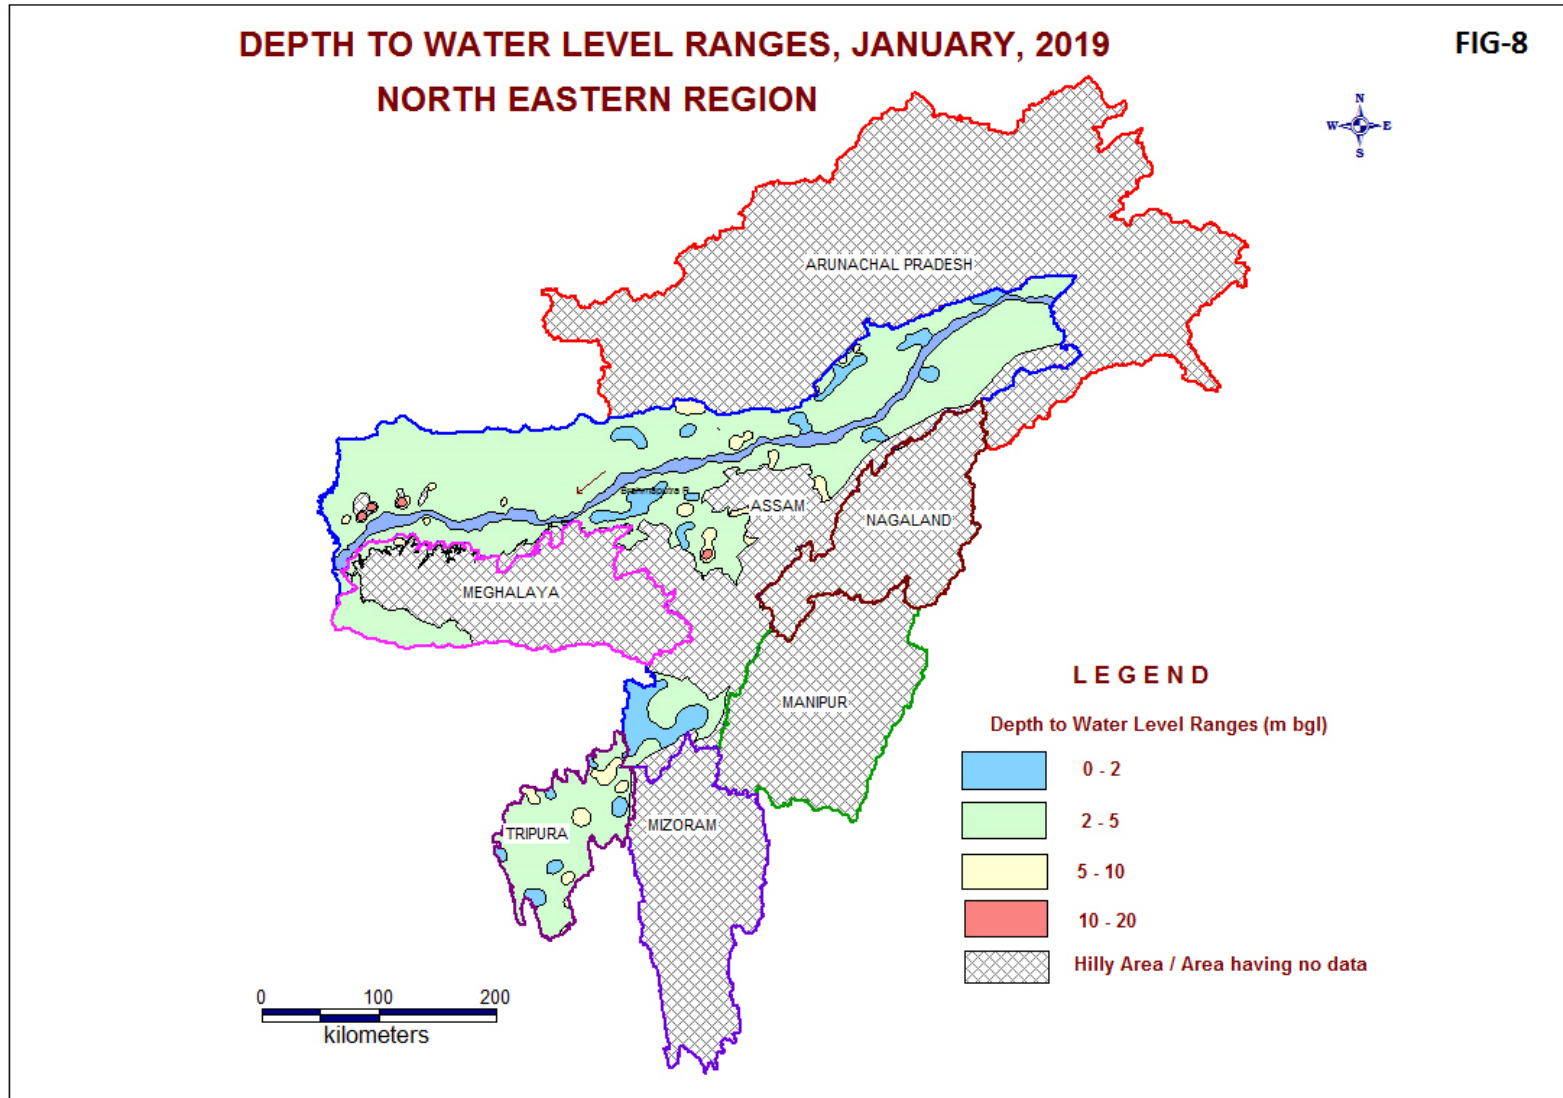 DEPTH TO WATER LEVEL RANGES, JANUARY, 2019
FIG-8
NORTH EASTERN REGION
N
W E
S
ARUNACHAL PRADESH
Brahmaputra R
ASSAM
NAGALAND
MEGHALAYA
MANIPUR
TRIPURA
MIZORAM
LEGEND
Depth to Water Level Ranges (m bgl)
0 - 2
2 - 5
5 - 10
10 - 20
Hilly Area / Area having no data
0 100 200
kilometers